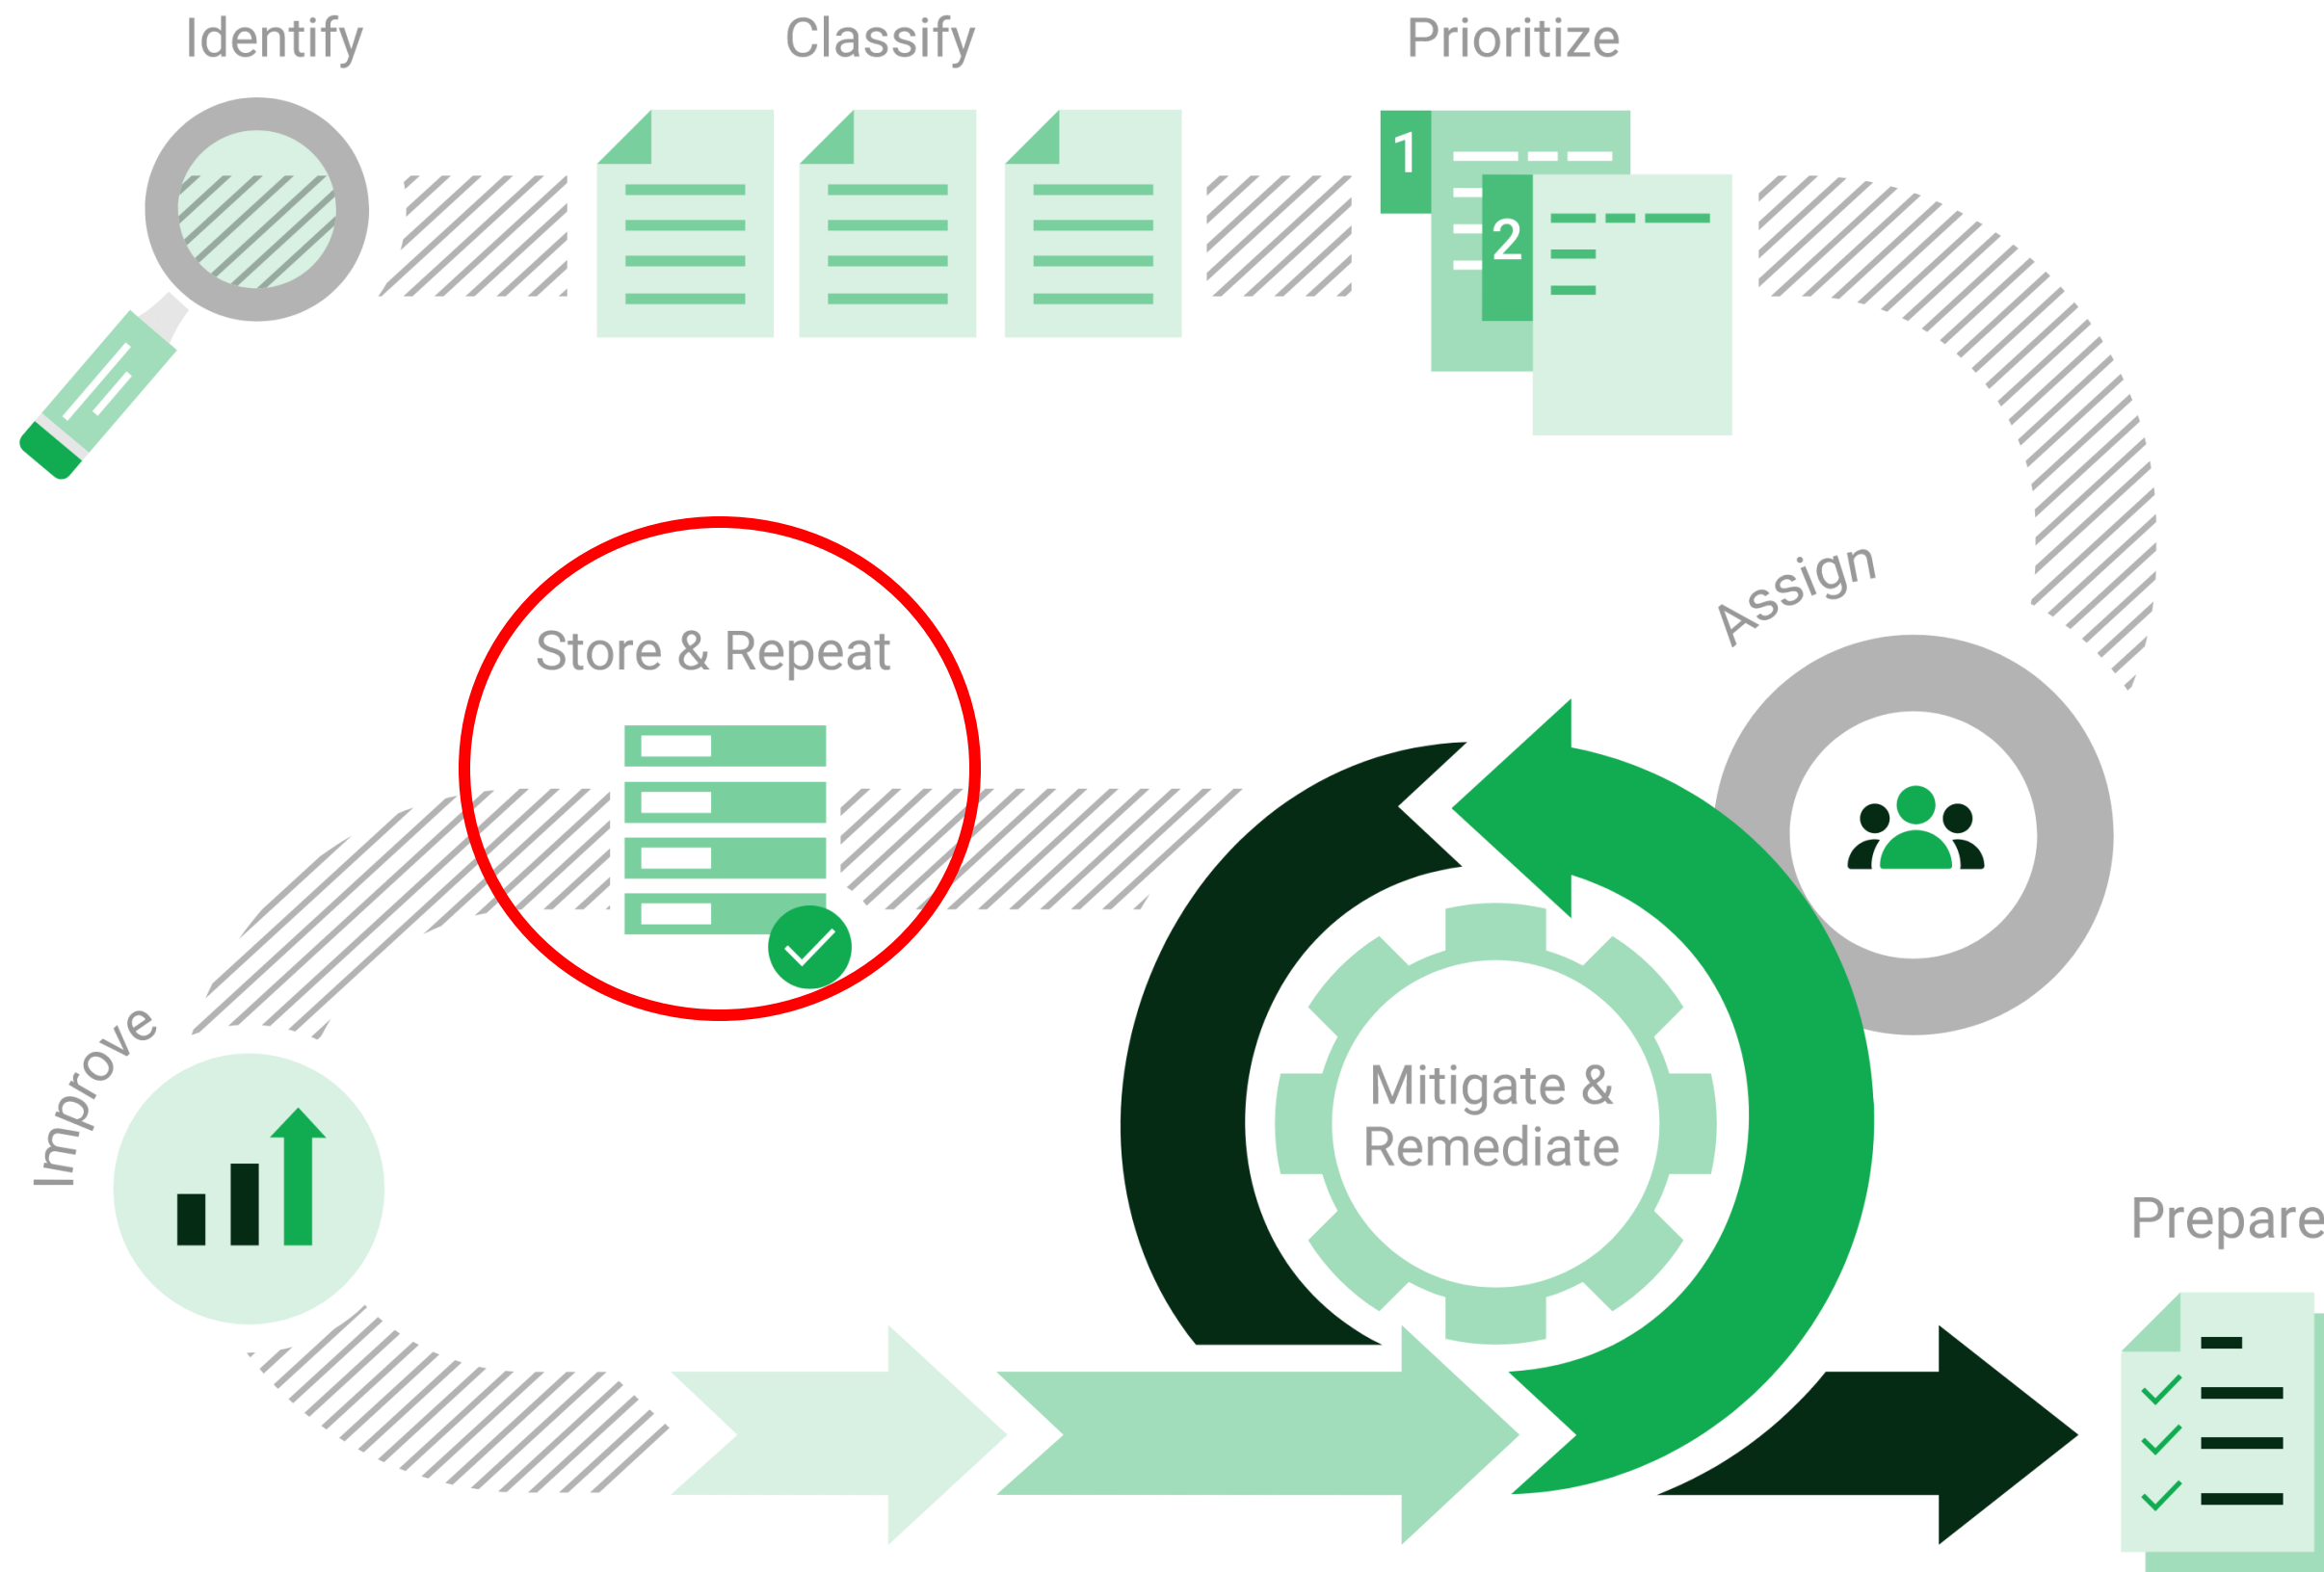 Identify
Classify
Prioritize
1
2
Assign
Store & Repeat
Improve
Mitigate &
Remediate
Prepare